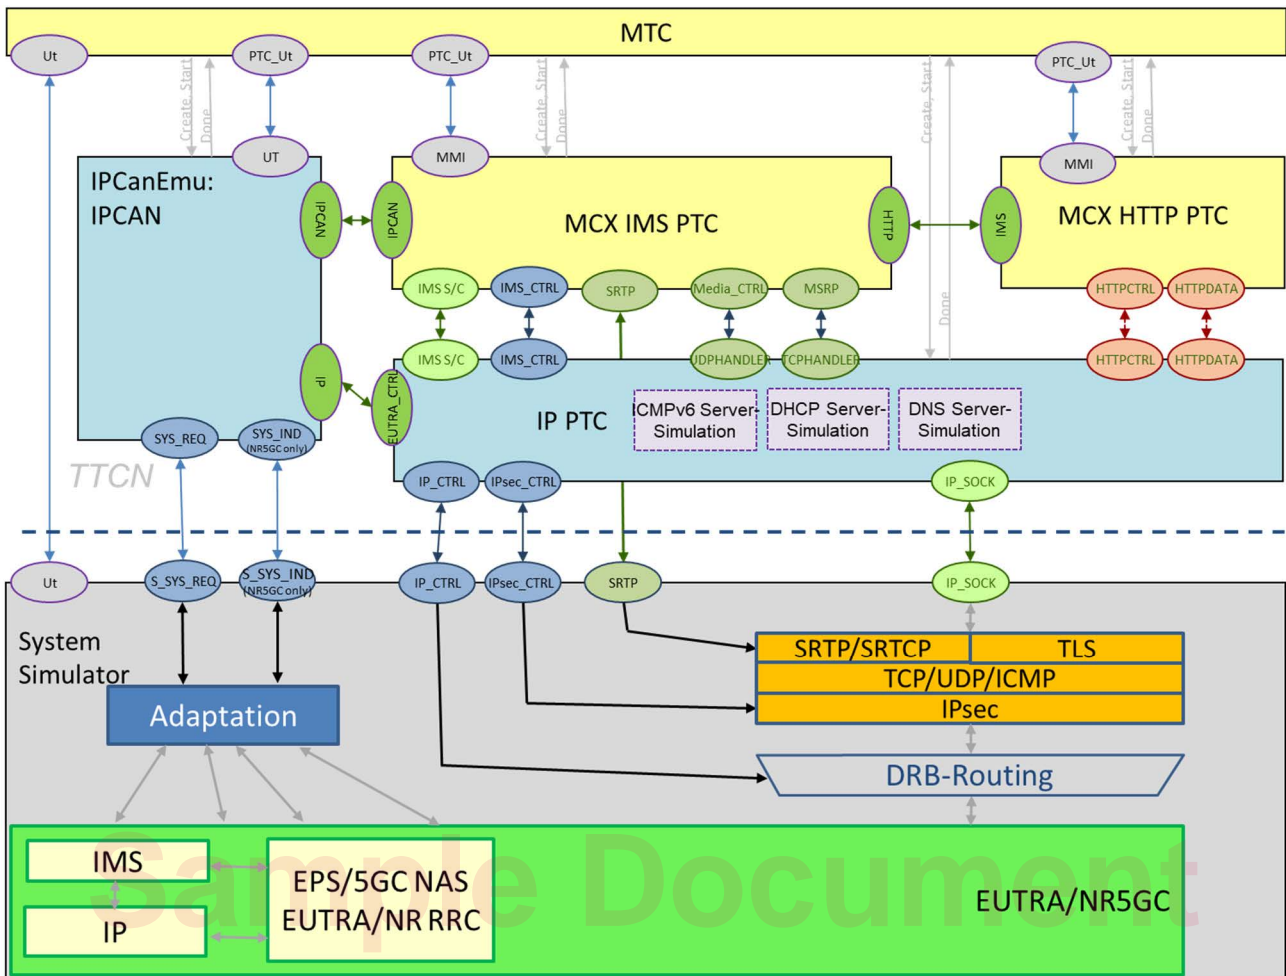 MTC
Ut
PTC_Ut
PTC_Ut
PTC_Ut
Create, Start
Done
Create, Start
Done
Create, Start
Done
Create, Start
Done
UT
MMI
MMI
IPCanEmu:
IPCAN
IPCAN
IPCAN
MCX IMS PTC
HTTP
SMI
MCX HTTP PTC
IMS S/C
IMS_CTRL
SRTP
Media_CTRL
MSRP
HTTPCTRL
HTTPDATA
IMS S/C
IMS_CTRL
UDPHANDLER
TCPHANDLER
HTTPCTRL
HTTPDATA
IP
EUTRA_CTRL
IP PTC
ICMPv6 Server-
Simulation
DHCP Server-
Simulation
DNS Server-
Simulation
SYS_REQ
SYS_IND
(NR5GC only)
TTCN
IP_CTRL
IPsec_CTRL
IP_SOCK
Ut
S_SYS_REQ
S_SYS_IND
(NR5GC only)
IP_CTRL
IPsec_CTRL
SRTP
IP_SOCK
System
Simulator
SRTP/SRTCP
TLS
TCP/UDP/ICMP
IPsec
Adaptation
DRB-Routing
IMS
IP
EPS/5GC NAS
EUTRA/NR RRC
EUTRA/NR5GC
Sample Document